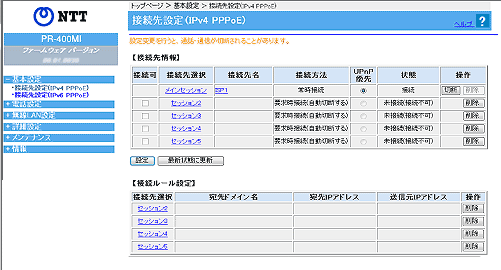 トップページ > 基本設定 > 接続先設定(IPv4 PPPoE)
NTT
接続先設定(IPv4 PPPoE)
ヘルプ ?
PR-400MI
ファームウェア バージョン
設定変更を行うと、通話・通信が切断されることがあります。
【接続先情報】
接続可 接続先選択 接続先名 接続方法 UPnP優先 状態 操作
メインセッション ISP1 常時接続 接続 切断 削除
セッション2 要求時接続(自動切断する) 未接続(接続不可) 削除
セッション3 要求時接続(自動切断する) 未接続(接続不可) 削除
セッション4 要求時接続(自動切断する) 未接続(接続不可) 削除
セッション5 要求時接続(自動切断する) 未接続(接続不可) 削除
設定 最新状態に更新
- 基本設定
・接続先設定(IPv4 PPPoE)
・接続先設定(IPv6 PPPoE)
+ 電話設定
+ 無線LAN設定
+ 詳細設定
+ メンテナンス
+ 情報
【接続ルール設定】
接続先選択 宛先ドメイン名 宛先IPアドレス 送信元IPアドレス 操作
セッション2 削除
セッション3 削除
セッション4 削除
セッション5 削除